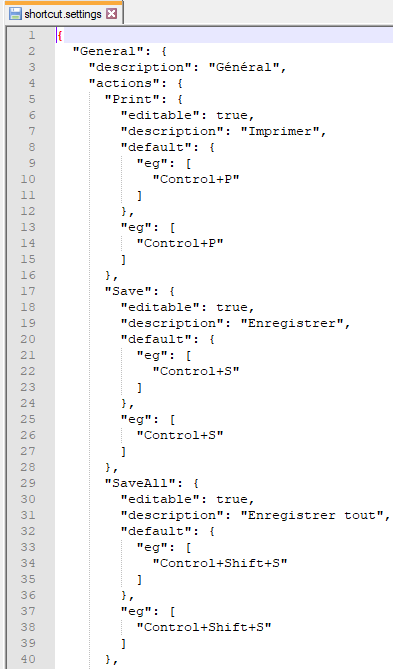 shortcut.settings
1 {
2 "General": {
3 "description": "Général",
4 "actions": {
5 "Print": {
6 "editable": true,
7 "description": "Imprimer",
8 "default": {
9 "eg": [
10 "Control+P"
11 ]
12 },
13 "eg": [
14 "Control+P"
15 ]
16 },
17 "Save": {
18 "editable": true,
19 "description": "Enregistrer",
20 "default": {
21 "eg": [
22 "Control+S"
23 ]
24 },
25 "eg": [
26 "Control+S"
27 ]
28 },
29 "SaveAll": {
30 "editable": true,
31 "description": "Enregistrer tout",
32 "default": {
33 "eg": [
34 "Control+Shift+S"
35 ]
36 },
37 "eg": [
38 "Control+Shift+S"
39 ]
40 },